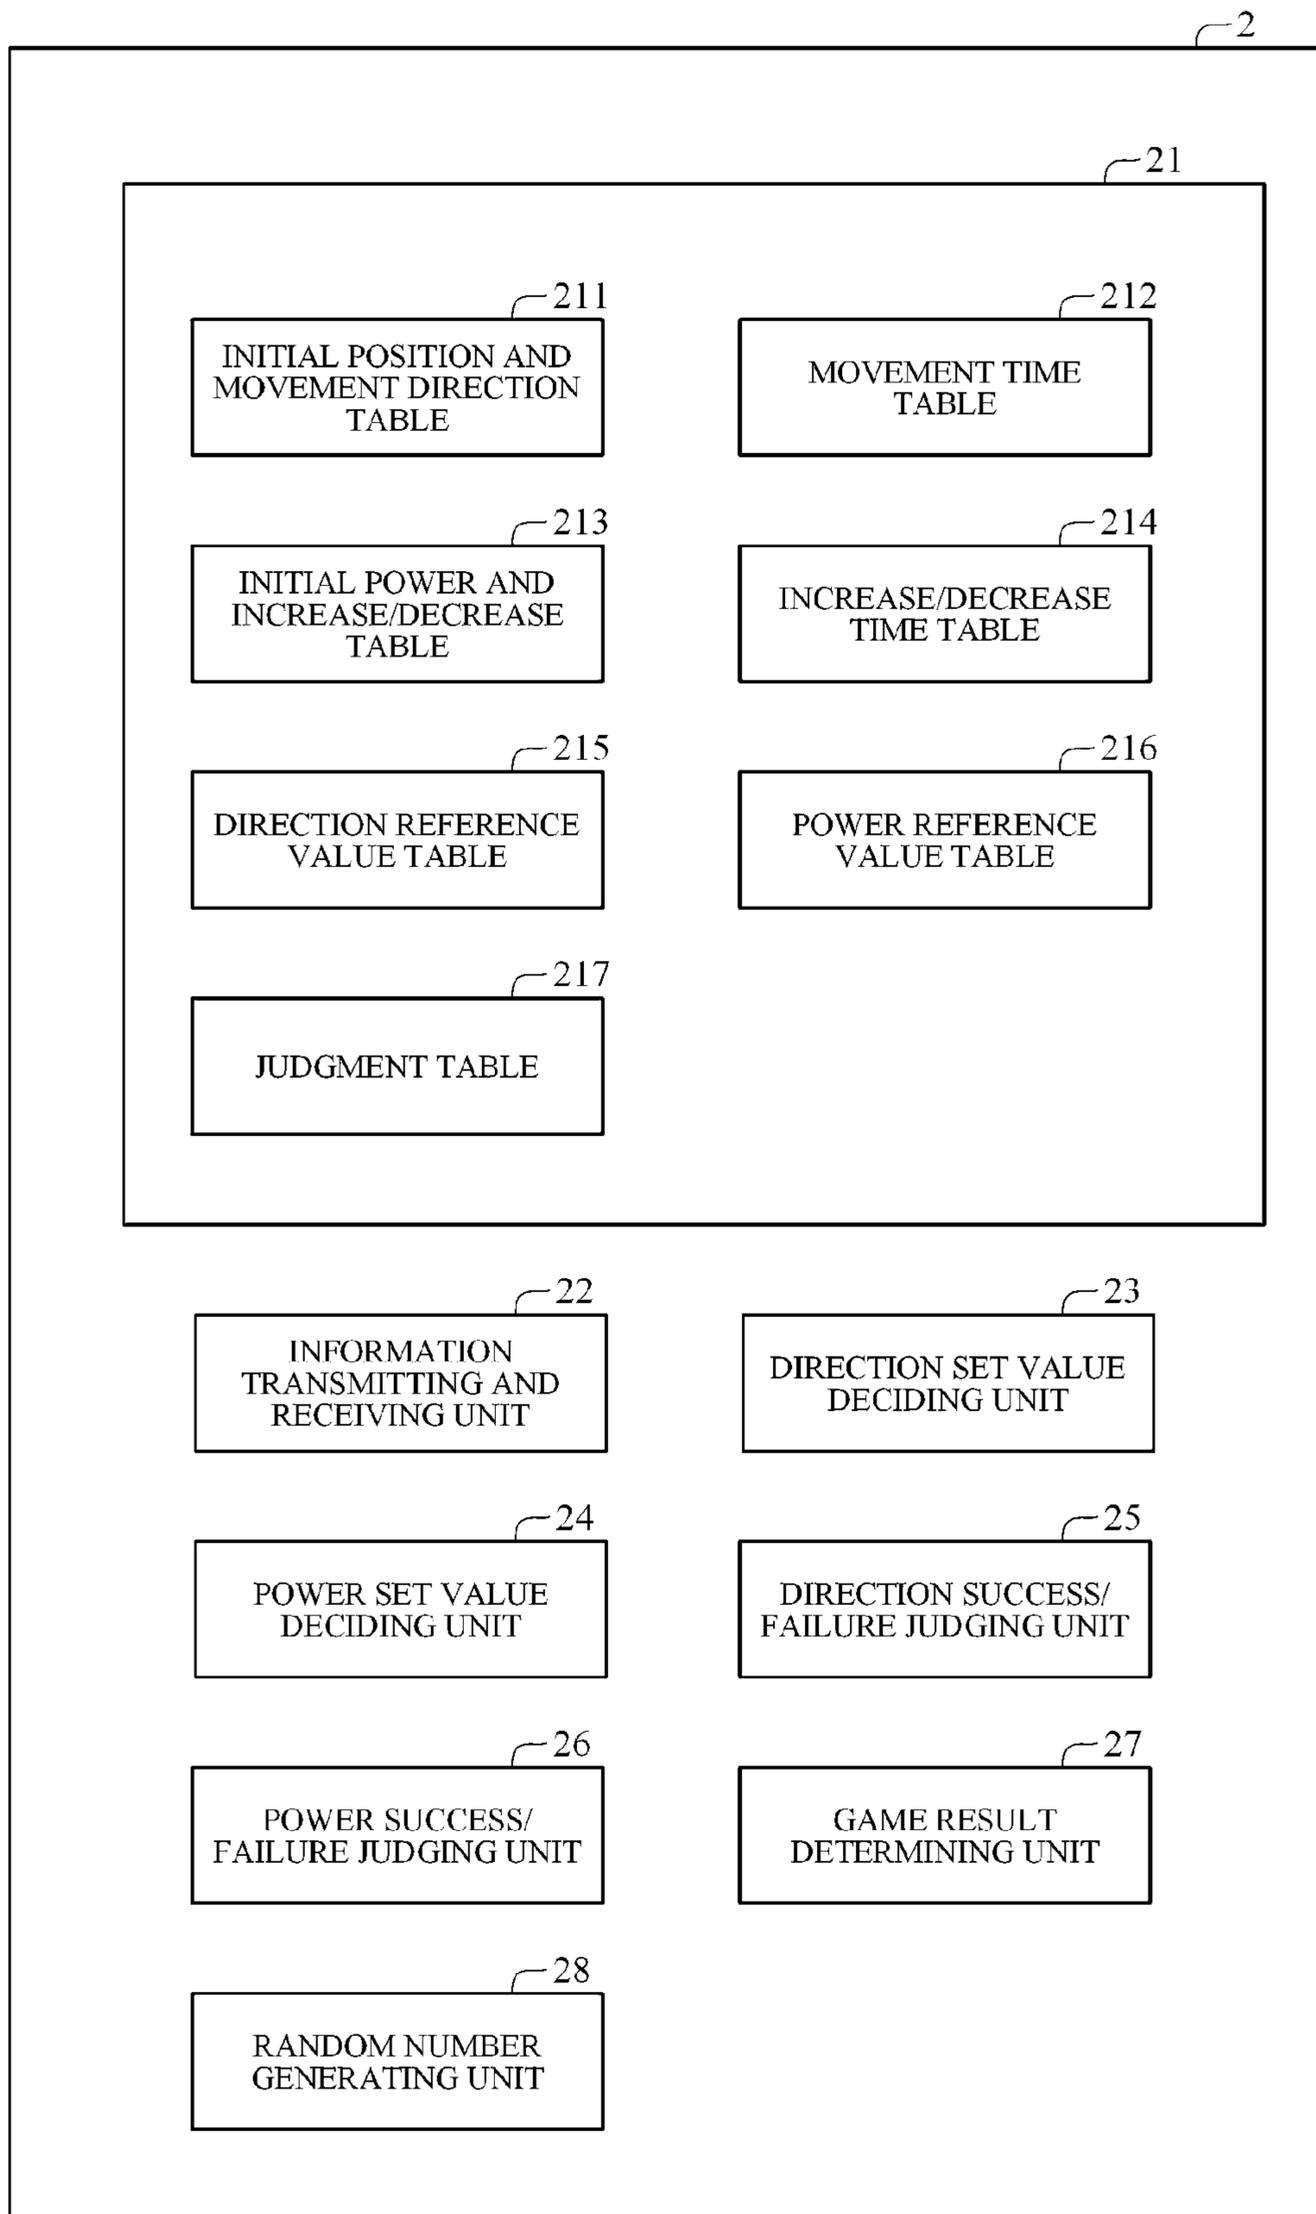 2
21
211
INITIAL POSITION AND
MOVEMENT DIRECTION
TABLE
212
MOVEMENT TIME
TABLE
213
INITIAL POWER AND
INCREASE/DECREASE
TABLE
214
INCREASE/DECREASE
TIME TABLE
215
DIRECTION REFERENCE
VALUE TABLE
216
POWER REFERENCE
VALUE TABLE
217
JUDGMENT TABLE
22
INFORMATION
TRANSMITTING AND
RECEIVING UNIT
23
DIRECTION SET VALUE
DECIDING UNIT
24
POWER SET VALUE
DECIDING UNIT
25
DIRECTION SUCCESS/
FAILURE JUDGING UNIT
26
POWER SUCCESS/
FAILURE JUDGING UNIT
27
GAME RESULT
DETERMINING UNIT
28
RANDOM NUMBER
GENERATING UNIT